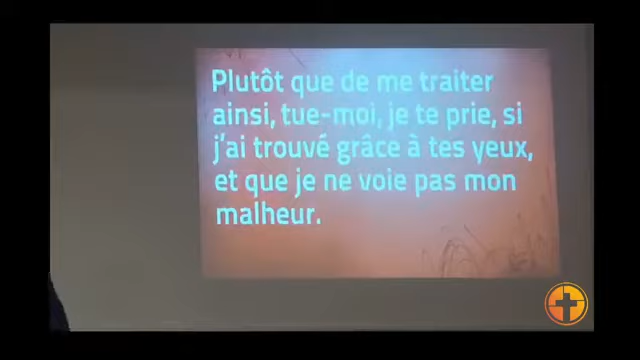 Plutôt que de me traiter
ainsi, tue-moi, je te prie, si
j'ai trouvé grâce à tes yeux,
et que je ne voie pas mon
malheur.